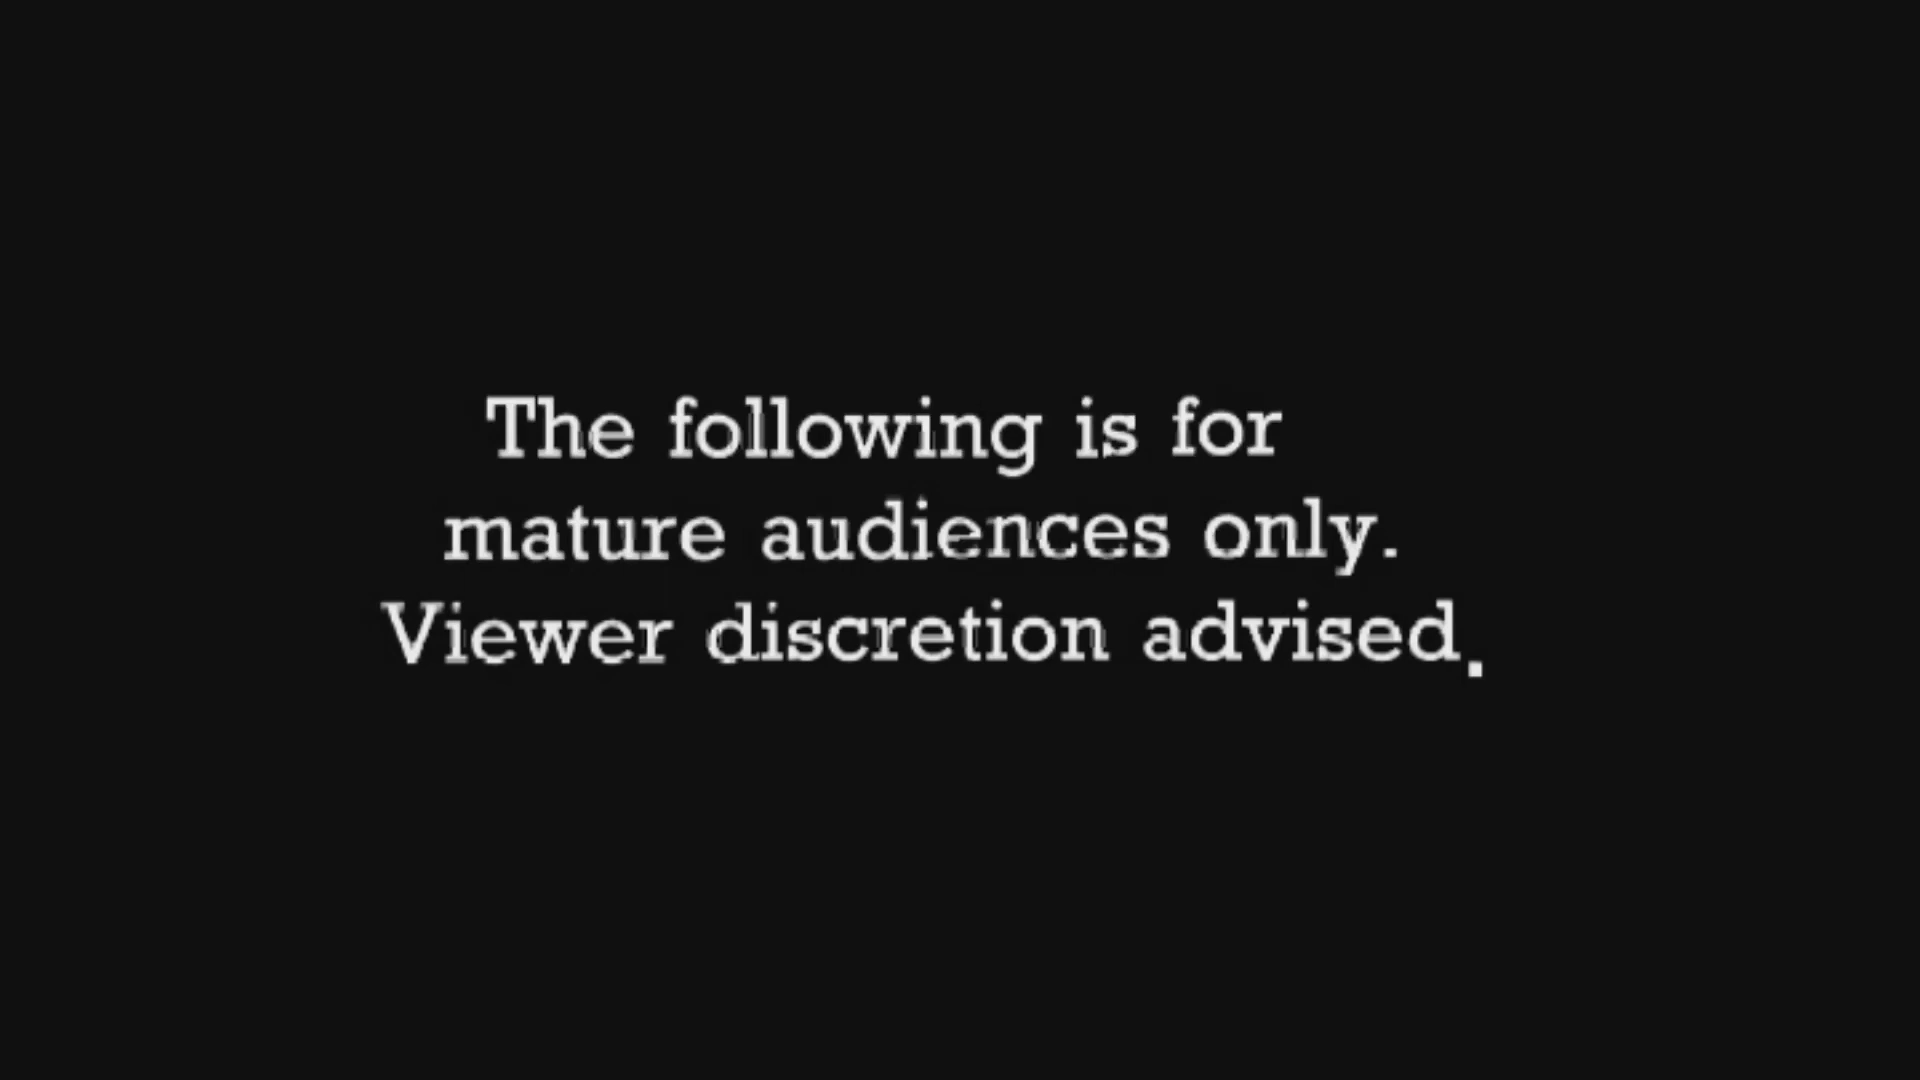 The following is for
mature audiences only.
Viewer discretion advised.